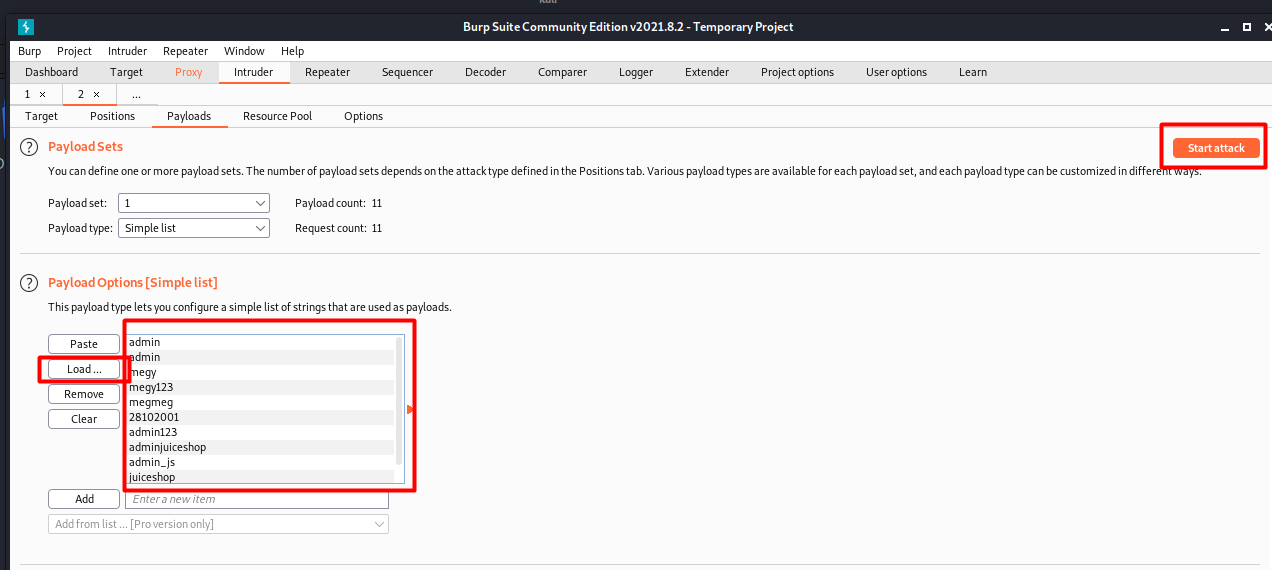 Burp Suite Community Edition v2021.8.2 - Temporary Project
Burp Project Intruder Repeater Window Help
Dashboard Target Proxy Intruder Repeater Sequencer Decoder Comparer Logger Extender Project options User options Learn
1 × 2 × ...
Target Positions Payloads Resource Pool Options
? Payload Sets
Start attack
You can define one or more payload sets. The number of payload sets depends on the attack type defined in the Positions tab. Various payload types are available for each payload set, and each payload type can be customized in different ways.
Payload set: 1 Payload count: 11
Payload type: Simple list Request count: 11
? Payload Options [Simple list]
This payload type lets you configure a simple list of strings that are used as payloads.
Paste
Load ...
Remove
Clear
admin
admin
megy
megy123
megmeg
28102001
admin123
adminjuiceshop
admin_js
juiceshop
Add Enter a new item
Add from list ... [Pro version only]